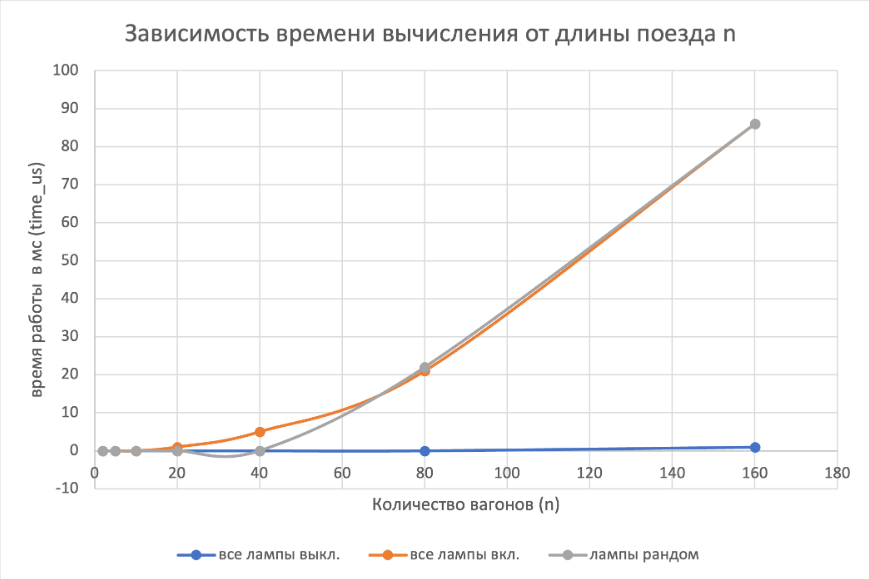 Зависимость времени вычисления от длины поезда n
100
90
80
70
60
50
40
30
20
10
0
-10
время работы в мс (time_us)
0 20 40 60 80 100 120 140 160 180
Количество вагонов (n)
все лампы выкл. все лампы вкл. лампы рандом